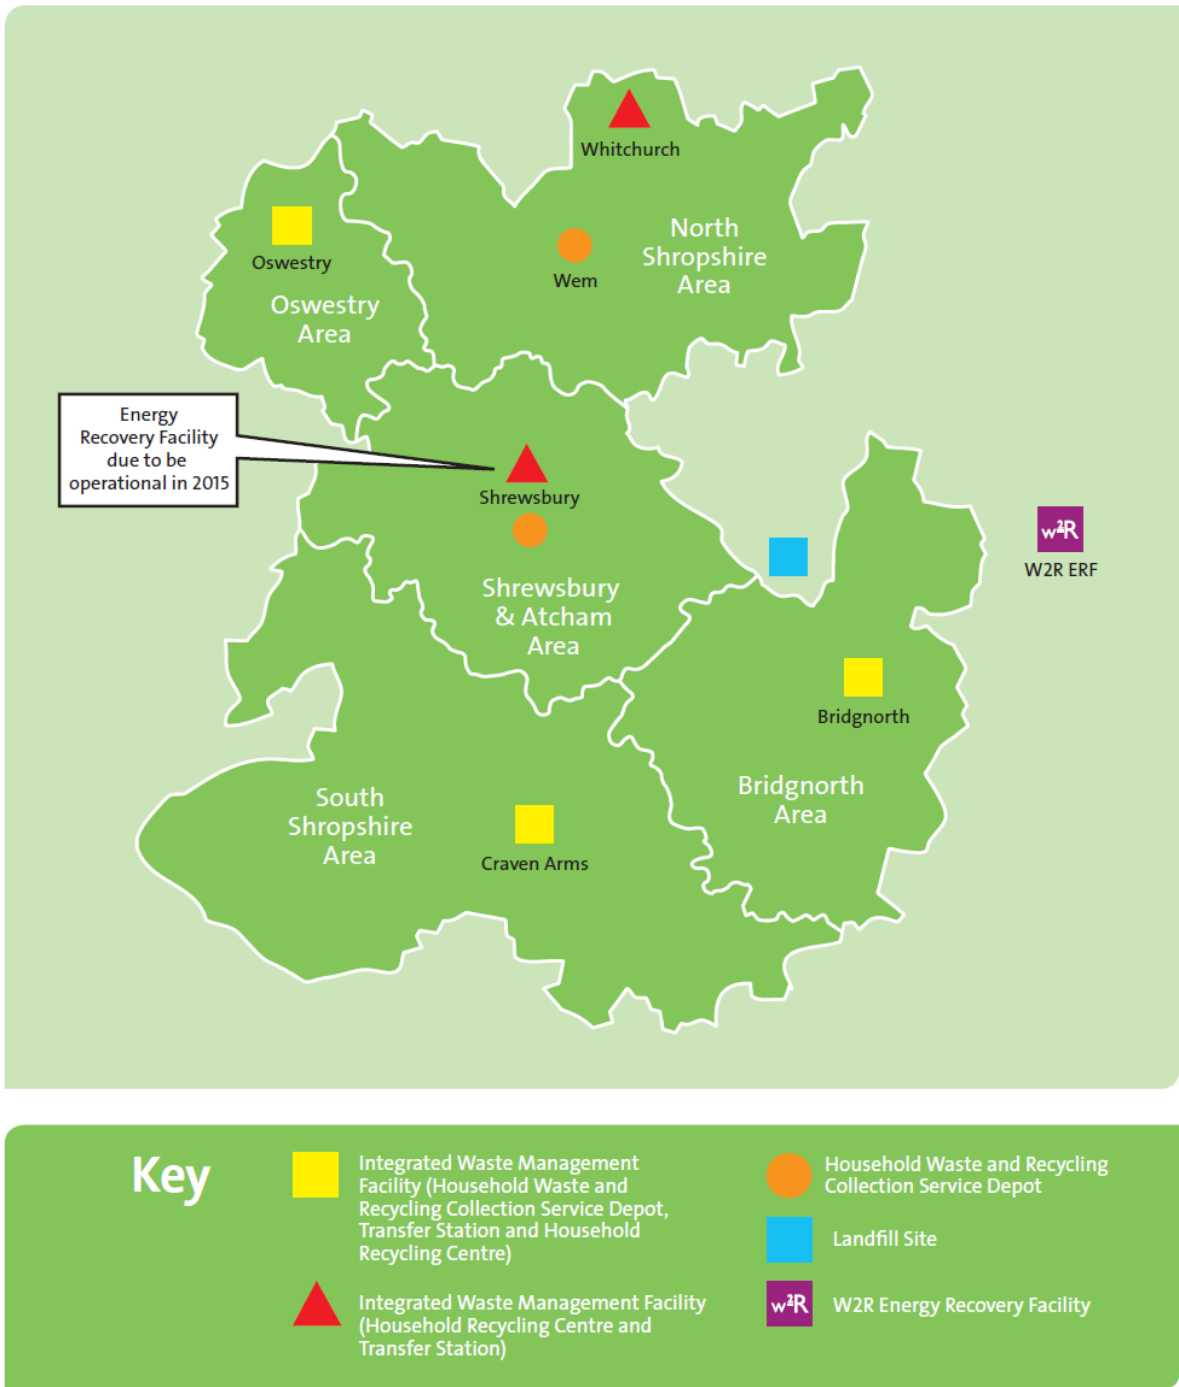 Whitchurch
North
Shropshire
Area
Wem
Oswestry
Oswestry
Area
Energy
Recovery Facility
due to be
operational in 2015
Shrewsbury
Shrewsbury
& Atcham
Area
w²R
W2R ERF
Bridgnorth
Bridgnorth
Area
South
Shropshire
Area
Craven Arms
Key
Integrated Waste Management
Facility (Household Waste and
Recycling Collection Service Depot,
Transfer Station and Household
Recycling Centre)
Integrated Waste Management Facility
(Household Recycling Centre and
Transfer Station)
Household Waste and Recycling
Collection Service Depot
Landfill Site
w²R
W2R Energy Recovery Facility